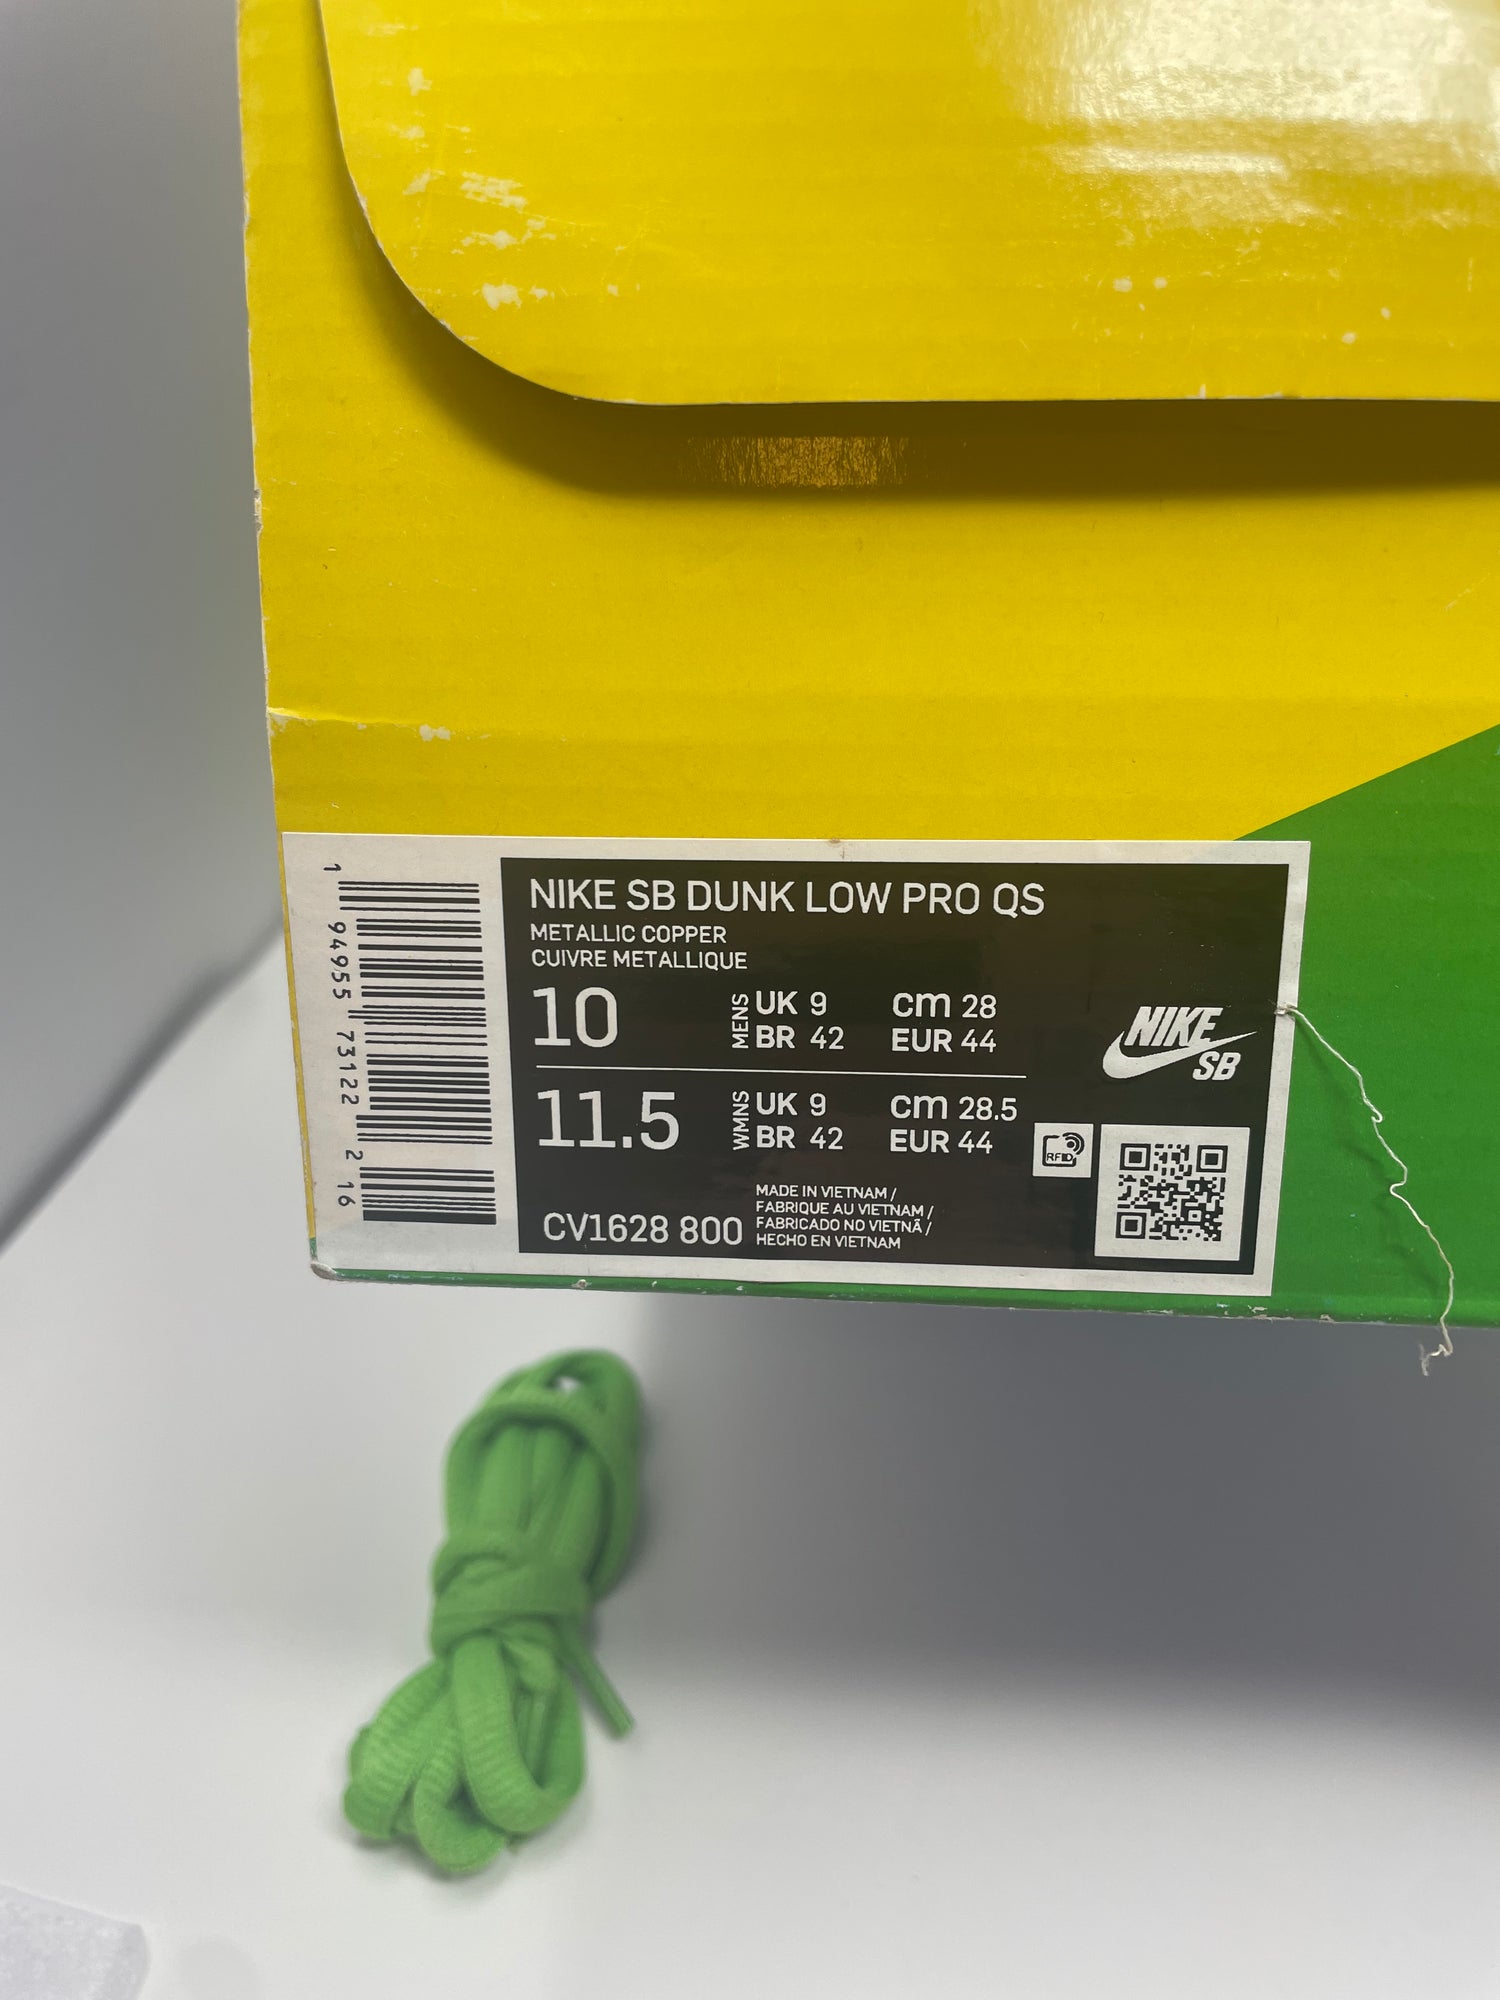 NIKE SB DUNK LOW PRO QS
METALLIC COPPER
CUIVRE METALLIQUE
10 MENS UK 9 cm 28
BR 42 EUR 44
11.5 WMNS UK 9 cm 28.5
BR 42 EUR 44
NIKE
SB
RFID
CV1628 800
MADE IN VIETNAM /
FABRIQUE AU VIETNAM /
FABRICADO NO VIETNÃ /
HECHO EN VIETNAM
1 94955 73122 2 16